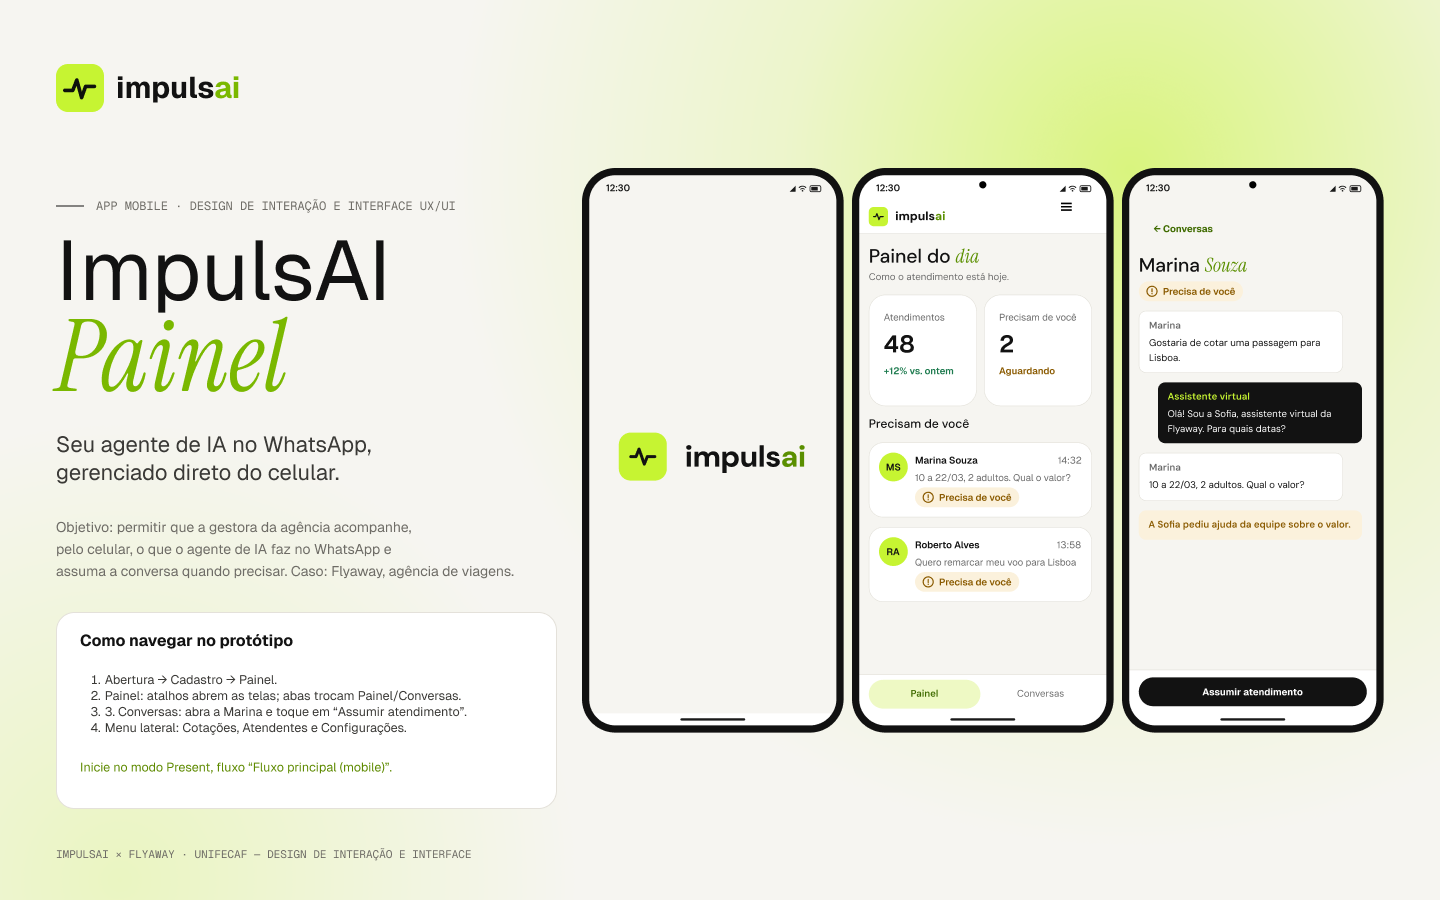 impulsai
APP MOBILE · DESIGN DE INTERAÇÃO E INTERFACE UX/UI
ImpulsAI
Painel
Seu agente de IA no WhatsApp,
gerenciado direto do celular.
Objetivo: permitir que a gestora da agência acompanhe,
pelo celular, o que o agente de IA faz no WhatsApp e
assuma a conversa quando precisar. Caso: Flyaway, agência de viagens.
Como navegar no protótipo
1. Abertura → Cadastro → Painel.
2. Painel: atalhos abrem as telas; abas trocam Painel/Conversas.
3. 3. Conversas: abra a Marina e toque em “Assumir atendimento”.
4. Menu lateral: Cotações, Atendentes e Configurações.
Inicie no modo Present, fluxo “Fluxo principal (mobile)”.
IMPULSAI × FLYAWAY · UNIFECAF — DESIGN DE INTERAÇÃO E INTERFACE
12:30
impulsai
12:30
impulsai
Painel do dia
Como o atendimento está hoje.
Atendimentos
48
+12% vs. ontem
Precisam de você
2
Aguardando
Precisam de você
MS
Marina Souza
14:32
10 a 22/03, 2 adultos. Qual o valor?
Precisa de você
RA
Roberto Alves
13:58
Quero remarcar meu voo para Lisboa
Precisa de você
Painel
Conversas
12:30
← Conversas
Marina Souza
Precisa de você
Marina
Gostaria de cotar uma passagem para
Lisboa.
Assistente virtual
Olá! Sou a Sofia, assistente virtual da
Flyaway. Para quais datas?
Marina
10 a 22/03, 2 adultos. Qual o valor?
A Sofia pediu ajuda da equipe sobre o valor.
Assumir atendimento